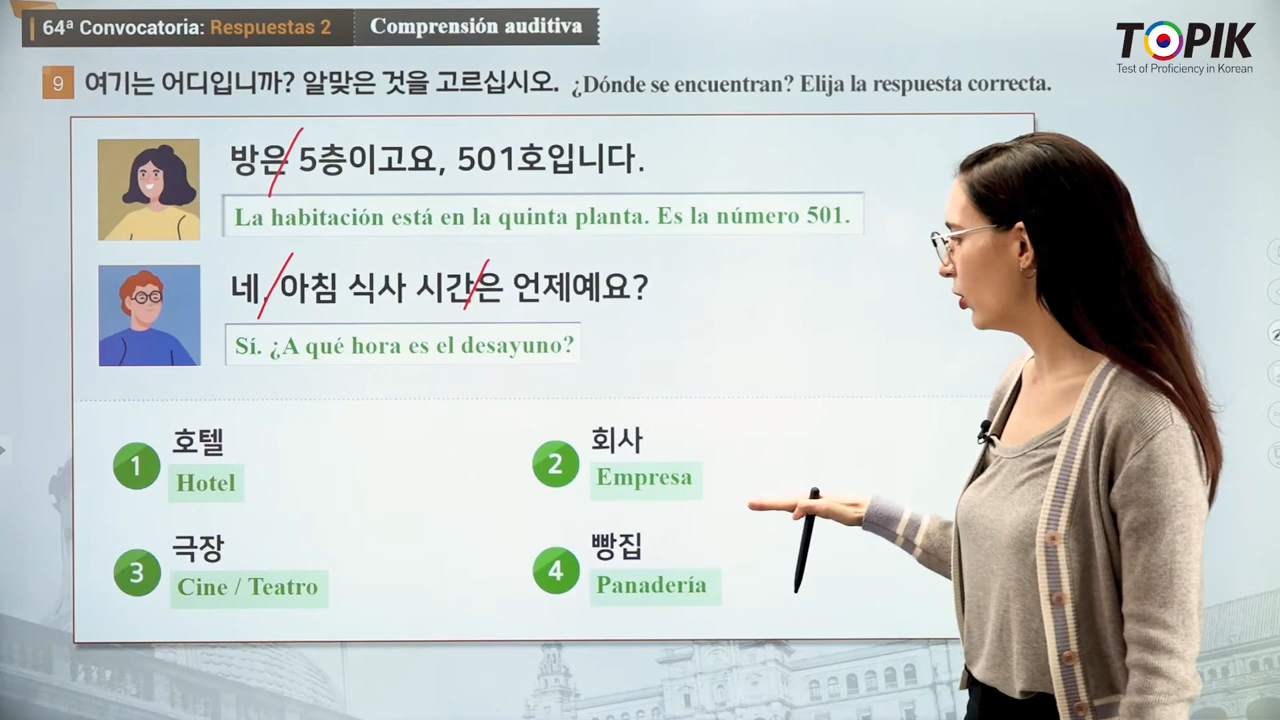 64ª Convocatoria: Respuestas 2
Comprensión auditiva
TOPIK
Test of Proficiency in Korean
9 여기는 어디입니까? 알맞은 것을 고르십시오. ¿Dónde se encuentran? Elija la respuesta correcta.
방은 5층이고요, 501호입니다.
La habitación está en la quinta planta. Es la número 501.
네, 아침 식사 시간은 언제예요?
Sí. ¿A qué hora es el desayuno?
1 호텔
Hotel
2 회사
Empresa
3 극장
Cine / Teatro
4 빵집
Panadería